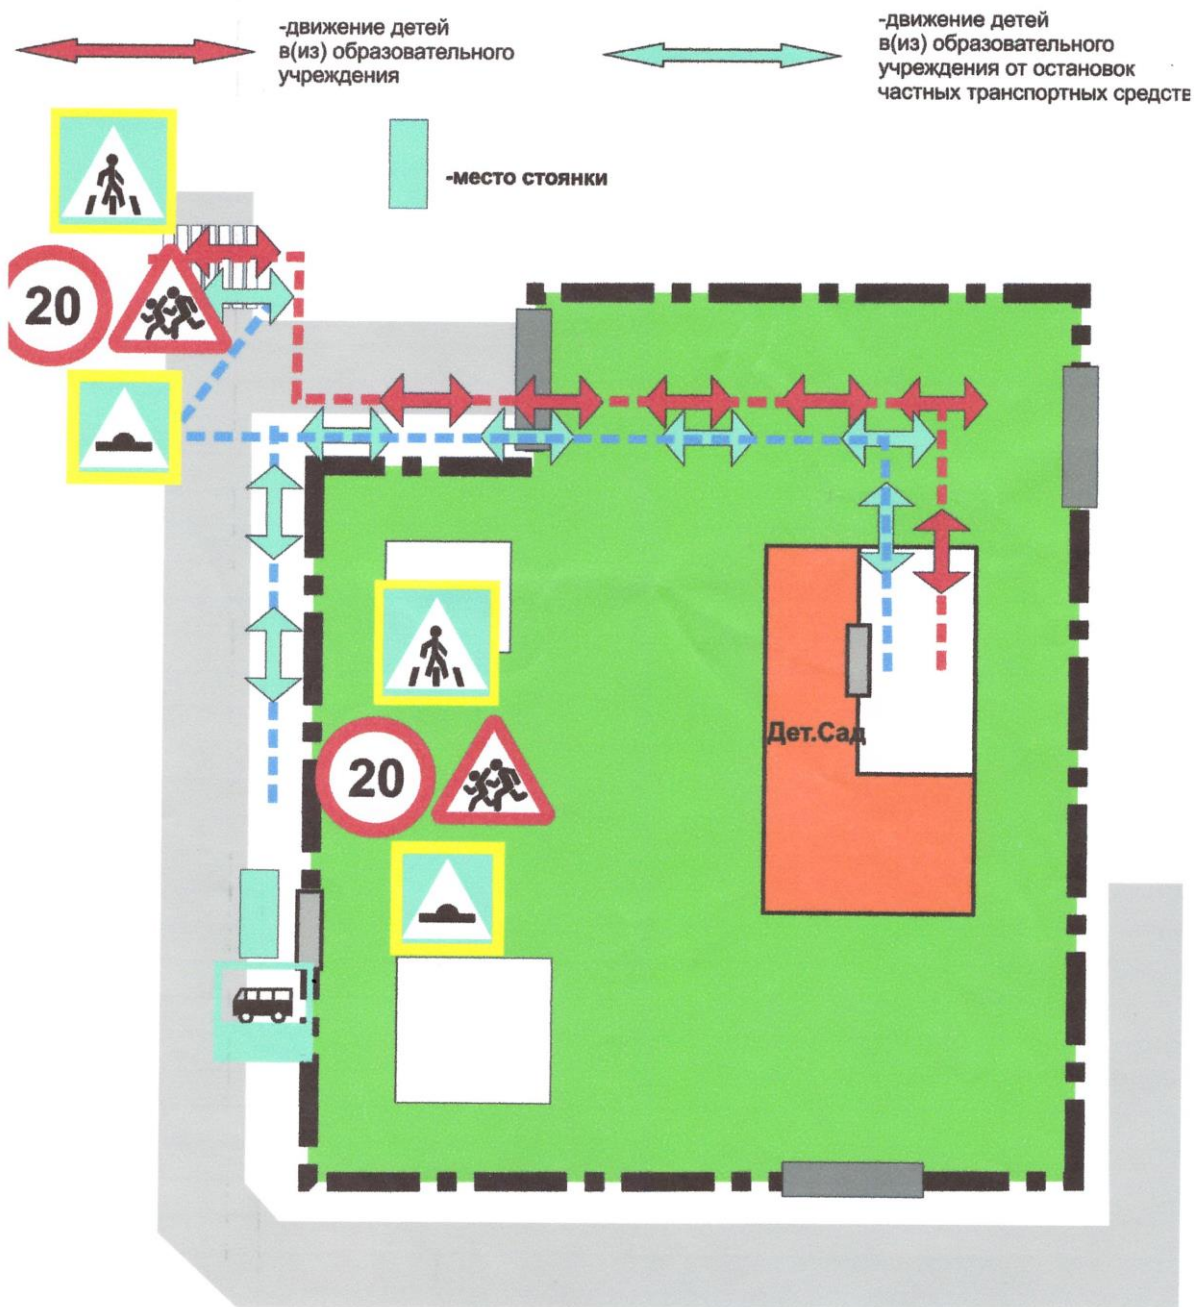 -движение детей
в(из) образовательного
учреждения
-движение детей
в(из) образовательного
учреждения от остановок
частных транспортных средств
-место стоянки
20
Дет.Сад
20